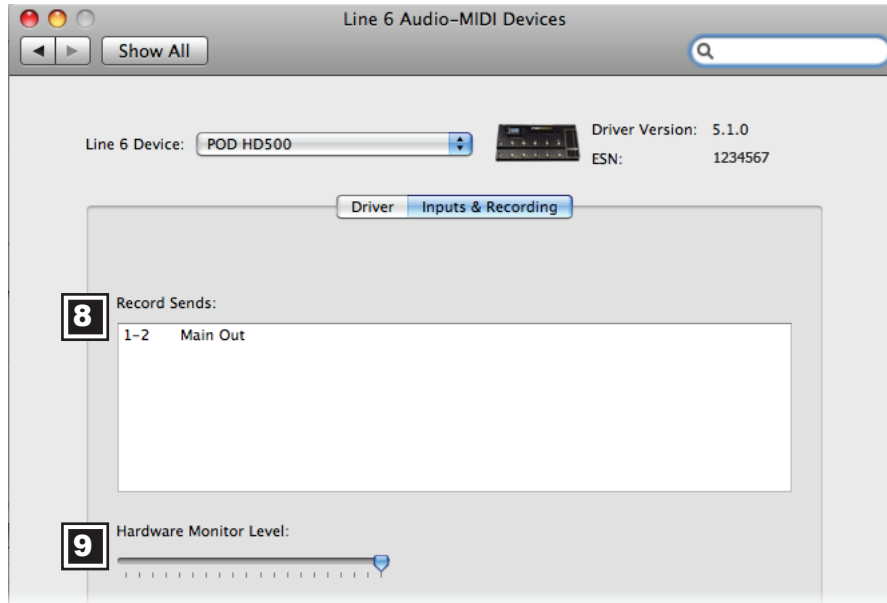 Line 6 Audio-MIDI Devices
Show All
Line 6 Device: POD HD500
Driver Version: 5.1.0
ESN: 1234567
Driver Inputs & Recording
8 Record Sends:
1-2 Main Out
9 Hardware Monitor Level: